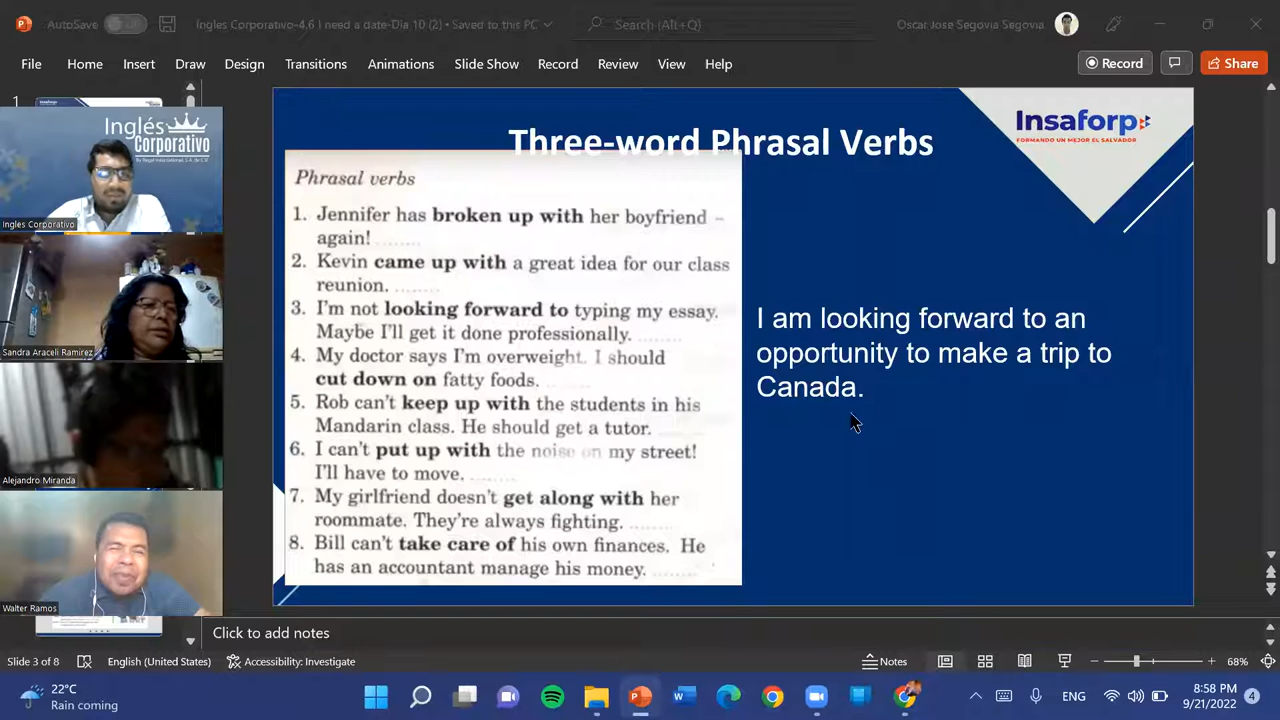 AutoSave
Off
Ingles Corporativo-4,6 I need a date-Dia 10 (2) • Saved to this PC
Search (Alt+Q)
Oscar Jose Segovia Segovia
File
Home
Insert
Draw
Design
Transitions
Animations
Slide Show
Record
Review
View
Help
Record
Share
1
Inglés
Corporativo
By Regal International, S.A. de C.V.
Ingles Corporativo
Sandra Araceli Ramirez
Alejandro Miranda
Walter Ramos
Three-word Phrasal Verbs
Insaforp
FORMANDO UN MEJOR EL SALVADOR
Phrasal verbs
1. Jennifer has broken up with her boyfriend –
again! ........
2. Kevin came up with a great idea for our class
reunion. ........
3. I'm not looking forward to typing my essay.
Maybe I'll get it done professionally. ........
4. My doctor says I'm overweight. I should
cut down on fatty foods. ........
5. Rob can't keep up with the students in his
Mandarin class. He should get a tutor. ........
6. I can't put up with the noise on my street!
I'll have to move. ........
7. My girlfriend doesn't get along with her
roommate. They're always fighting. ........
8. Bill can't take care of his own finances. He
has an accountant manage his money. ........
I am looking forward to an
opportunity to make a trip to
Canada.
Click to add notes
Slide 3 of 8
English (United States)
Accessibility: Investigate
Notes
68%
22°C
Rain coming
ENG
8:58 PM
9/21/2022
4